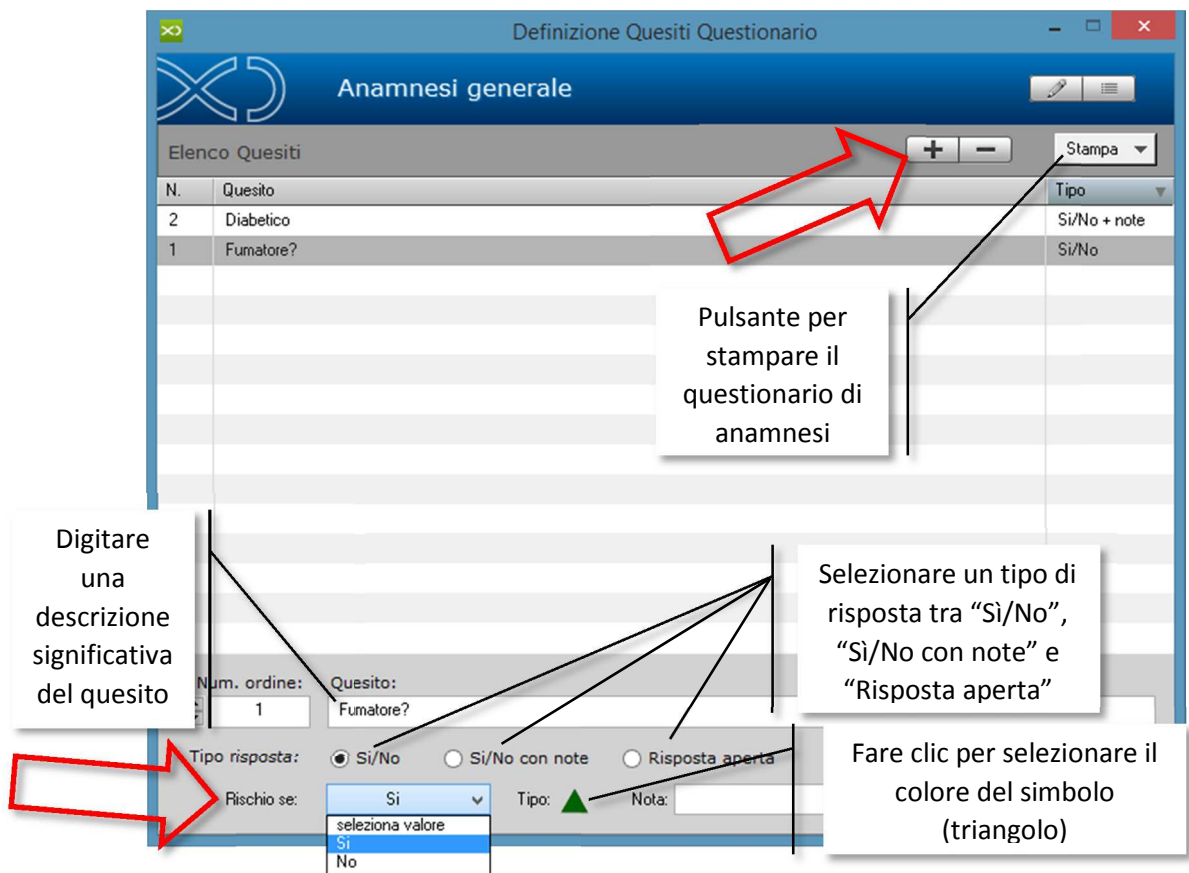 Definizione Quesiti Questionario
Anamnesi generale
Elenco Quesiti
Stampa
N. Quesito Tipo
2 Diabetico Si/No + note
1 Fumatore? Si/No
Pulsante per
stampare il
questionario di
anamnesi
Digitare
una
descrizione
significativa
del quesito
Selezionare un tipo di
risposta tra “Sì/No”,
“Sì/No con note” e
“Risposta aperta”
Num. ordine: Quesito:
1 Fumatore?
Tipo risposta: Si/No Si/No con note Risposta aperta
Fare clic per selezionare il
colore del simbolo
(triangolo)
Rischio se: Si Tipo: Nota:
seleziona valore
Si
No